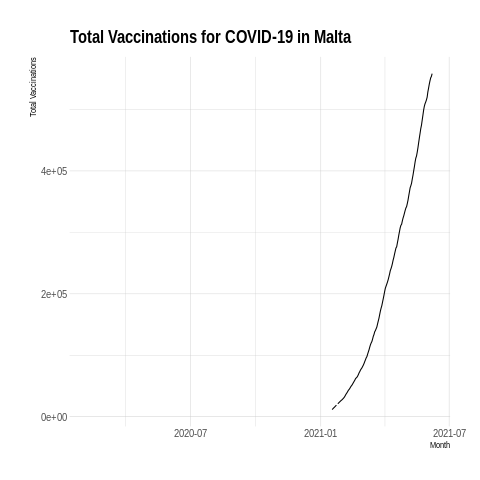 Total Vaccinations for COVID-19 in Malta
Total Vaccinations
4e+05
2e+05
0e+00
2020-07
2021-01
2021-07
Month